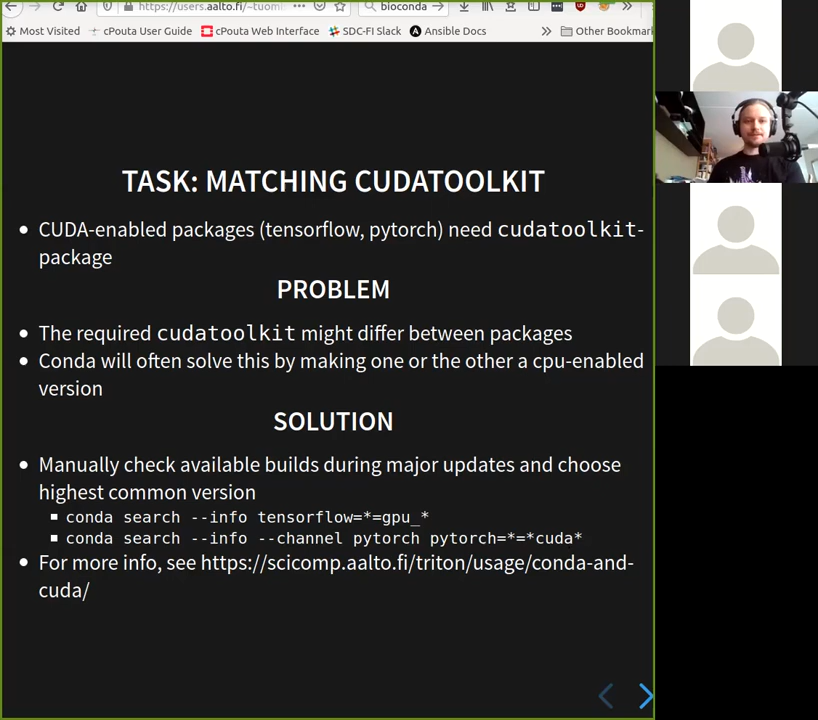 https://users.aalto.fi/~tuom
bioconda
Most Visited cPouta User Guide cPouta Web Interface SDC-FI Slack Ansible Docs Other Bookmar
TASK: MATCHING CUDATOOLKIT
CUDA-enabled packages (tensorflow, pytorch) need cudatoolkit-
package
PROBLEM
The required cudatoolkit might differ between packages
Conda will often solve this by making one or the other a cpu-enabled
version
SOLUTION
Manually check available builds during major updates and choose
highest common version
conda search --info tensorflow=*=gpu_*
conda search --info --channel pytorch pytorch=*=*cuda*
For more info, see https://scicomp.aalto.fi/triton/usage/conda-and-
cuda/